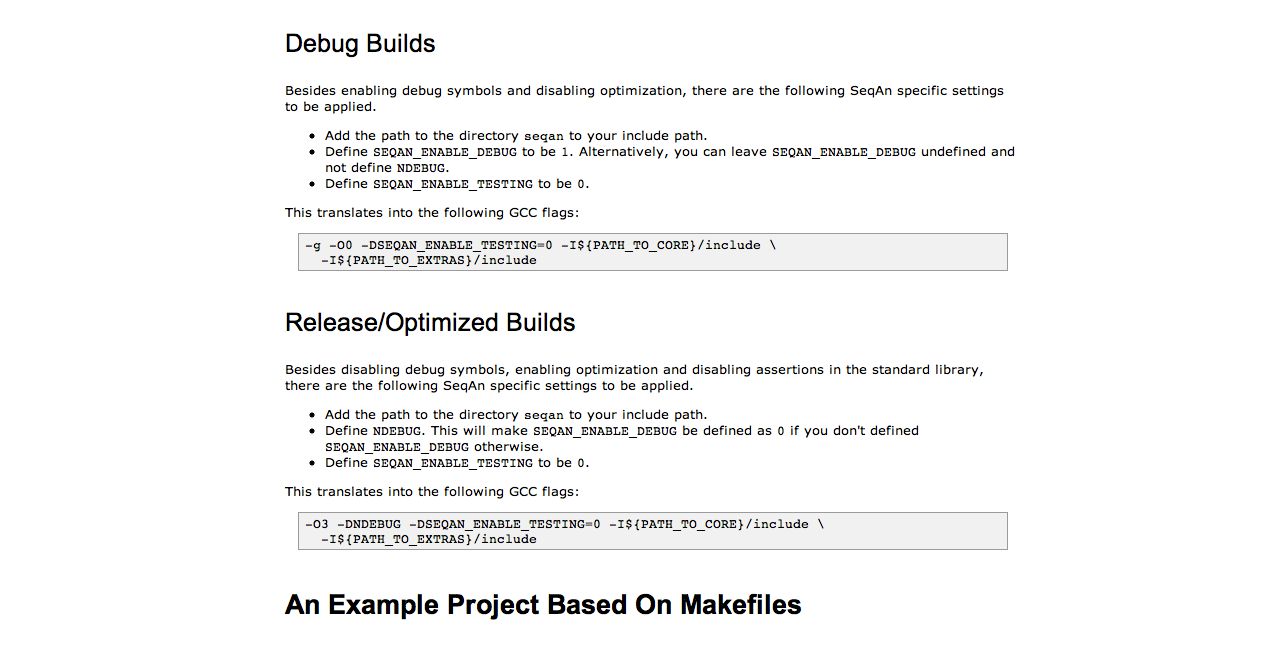 Debug Builds
Besides enabling debug symbols and disabling optimization, there are the following SeqAn specific settings
to be applied.
• Add the path to the directory seqan to your include path.
• Define SEQAN_ENABLE_DEBUG to be 1. Alternatively, you can leave SEQAN_ENABLE_DEBUG undefined and
not define NDEBUG.
• Define SEQAN_ENABLE_TESTING to be 0.
This translates into the following GCC flags:
-g -O0 -DSEQAN_ENABLE_TESTING=0 -I${PATH_TO_CORE}/include \
  -I${PATH_TO_EXTRAS}/include
Release/Optimized Builds
Besides disabling debug symbols, enabling optimization and disabling assertions in the standard library,
there are the following SeqAn specific settings to be applied.
• Add the path to the directory seqan to your include path.
• Define NDEBUG. This will make SEQAN_ENABLE_DEBUG be defined as 0 if you don't defined
SEQAN_ENABLE_DEBUG otherwise.
• Define SEQAN_ENABLE_TESTING to be 0.
This translates into the following GCC flags:
-O3 -DNDEBUG -DSEQAN_ENABLE_TESTING=0 -I${PATH_TO_CORE}/include \
  -I${PATH_TO_EXTRAS}/include
An Example Project Based On Makefiles